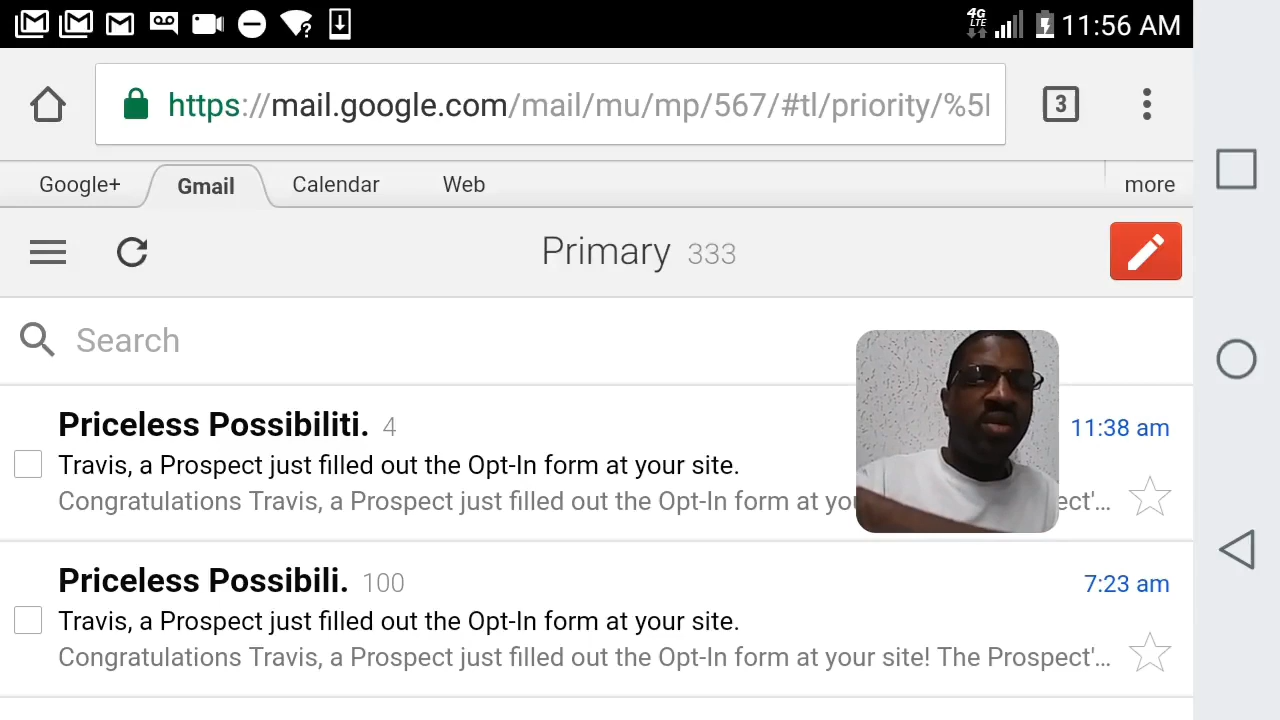 4G
LTE
11:56 AM
https://mail.google.com/mail/mu/mp/567/#tl/priority/%5
3
Google+ Gmail Calendar Web more
Primary 333
Search
Priceless Possibiliti. 4 11:38 am
Travis, a Prospect just filled out the Opt-In form at your site.
Congratulations Travis, a Prospect just filled out the Opt-In form at
Priceless Possibili. 100 7:23 am
Travis, a Prospect just filled out the Opt-In form at your site.
Congratulations Travis, a Prospect just filled out the Opt-In form at your site! The Prospect'...